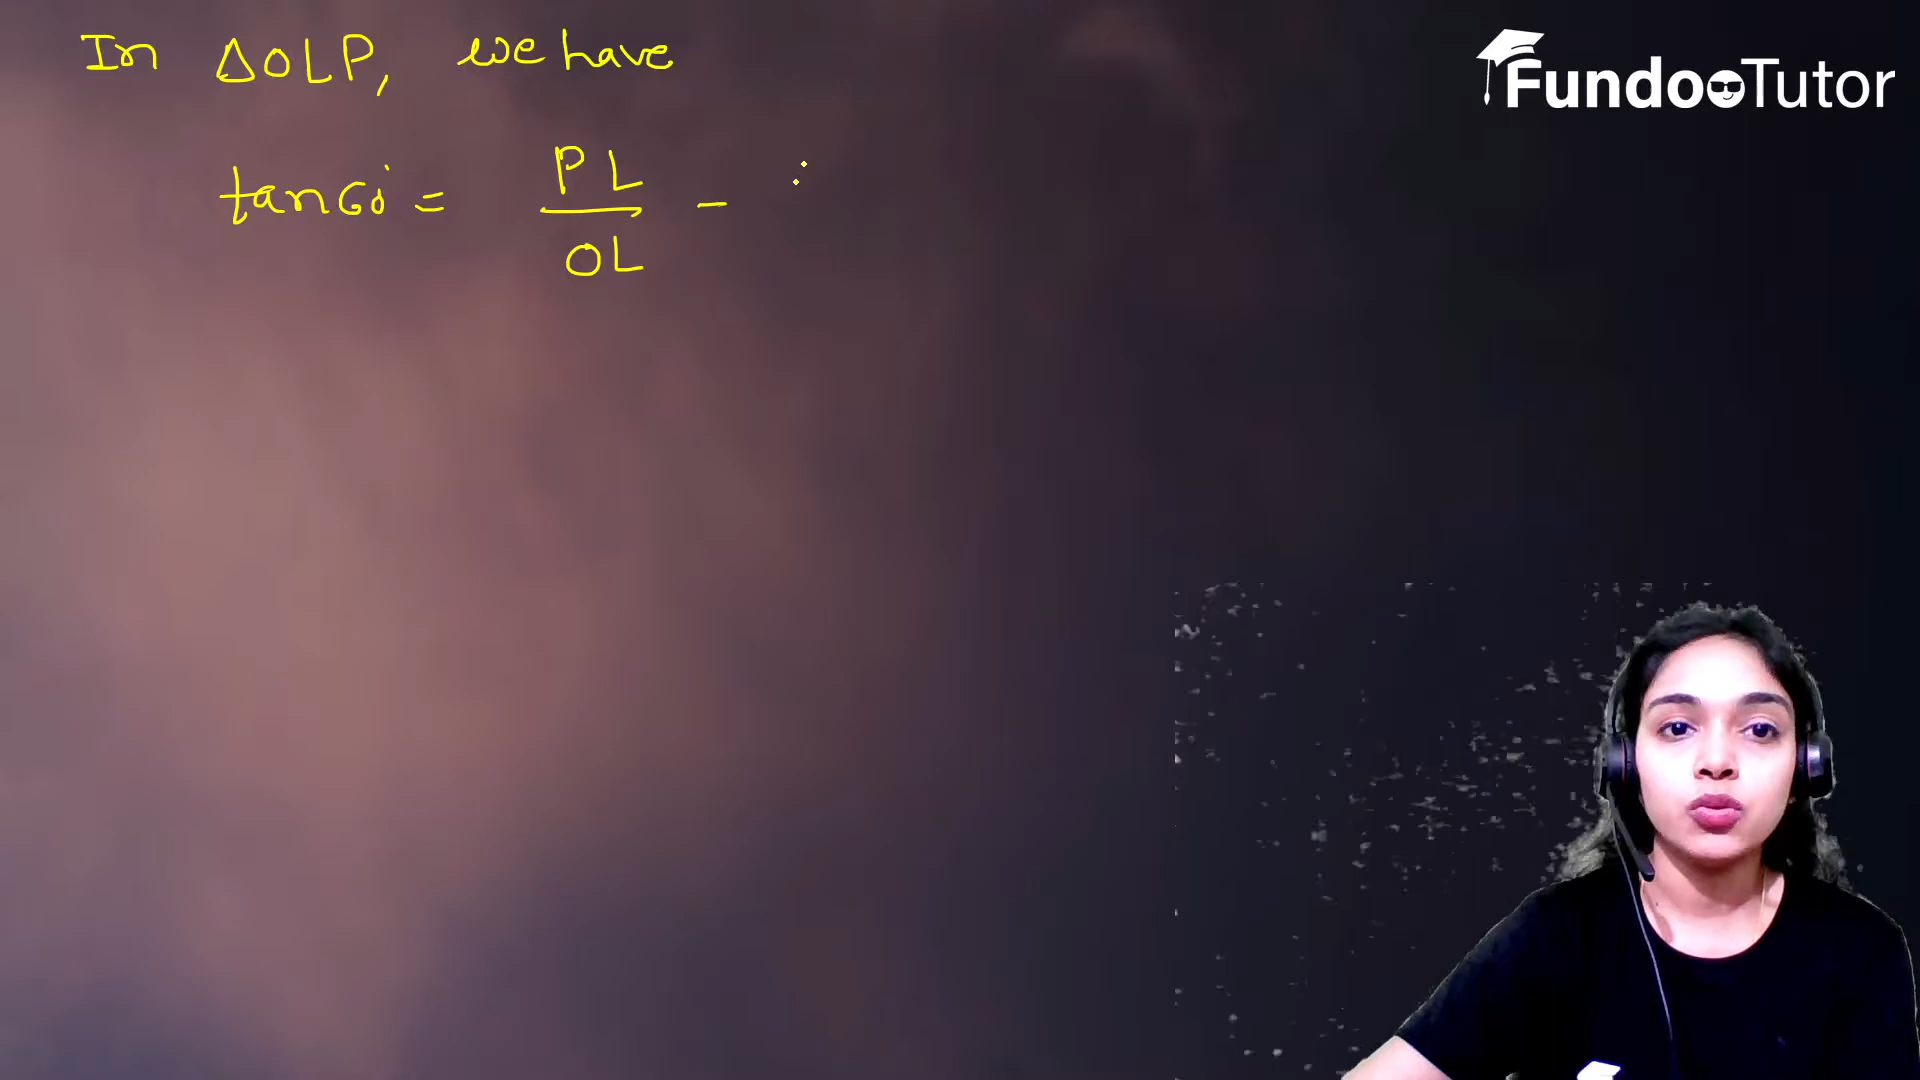 In ΔOLP, we have
FundooTutor
tan60° = PL/OL -